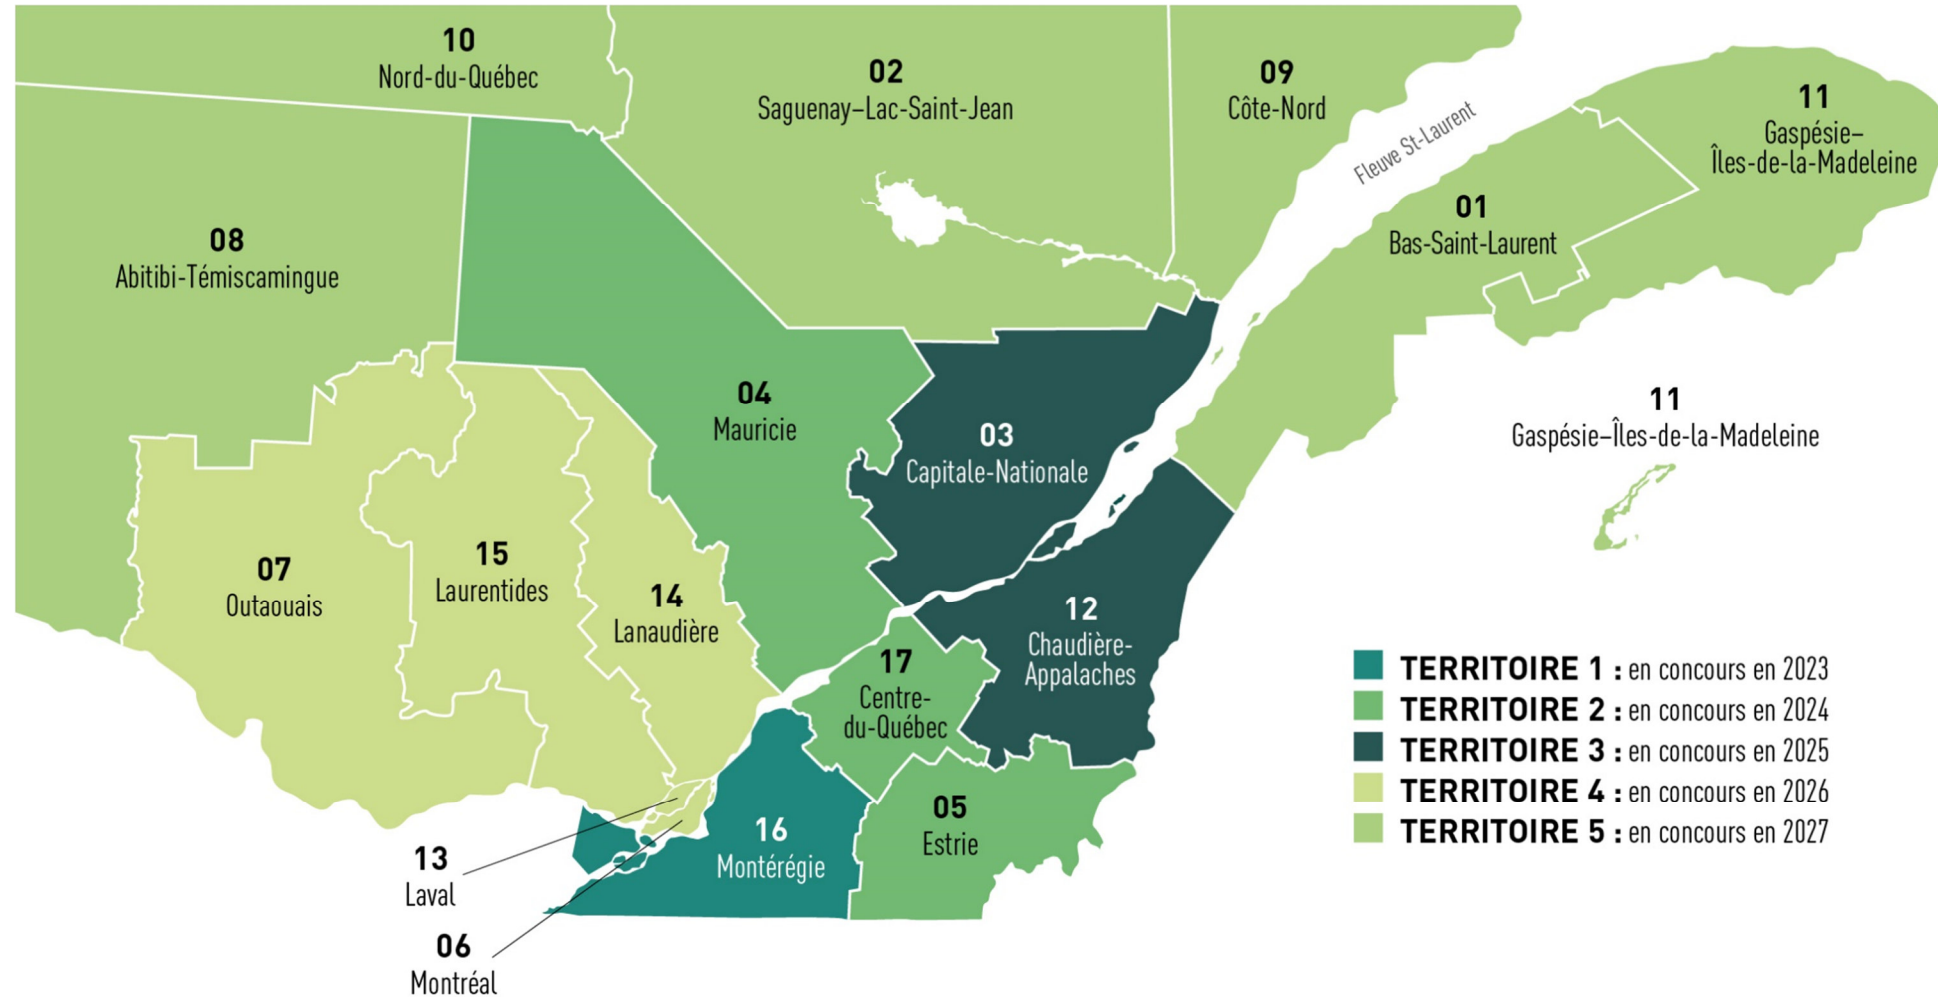 10
Nord-du-Québec
02
Saguenay–Lac-Saint-Jean
09
Côte-Nord
11
Gaspésie–
Îles-de-la-Madeleine
Fleuve St-Laurent
01
Bas-Saint-Laurent
08
Abitibi-Témiscamingue
04
Mauricie
03
Capitale-Nationale
11
Gaspésie–Îles-de-la-Madeleine
07
Outaouais
15
Laurentides
14
Lanaudière
12
Chaudière-
Appalaches
17
Centre-
du-Québec
05
Estrie
16
Montérégie
13
Laval
06
Montréal
TERRITOIRE 1 : en concours en 2023
TERRITOIRE 2 : en concours en 2024
TERRITOIRE 3 : en concours en 2025
TERRITOIRE 4 : en concours en 2026
TERRITOIRE 5 : en concours en 2027